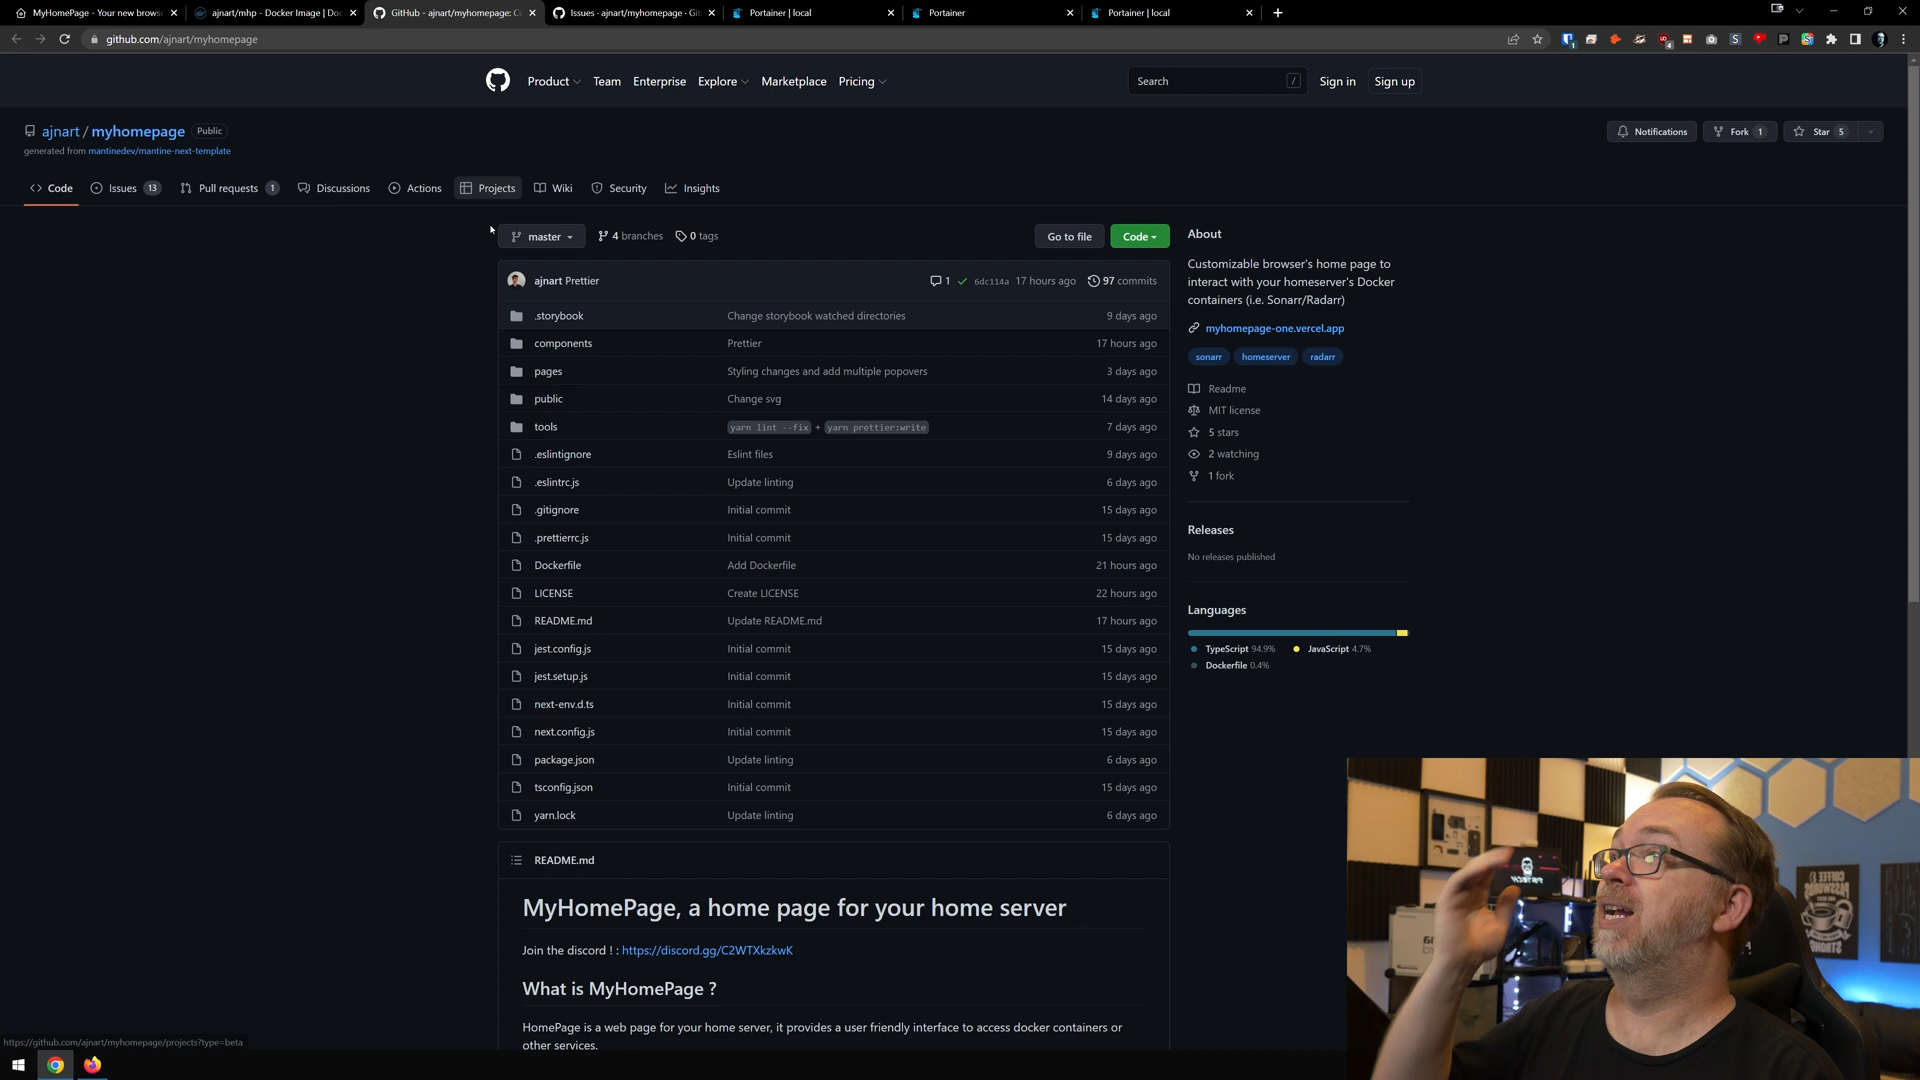 MyHomePage - Your new brows
ajnart/mhp - Docker Image | Doc
GitHub - ajnart/myhomepage: Cu
Issues · ajnart/myhomepage · Git
Portainer | local
Portainer
Portainer | local
github.com/ajnart/myhomepage
Product
Team
Enterprise
Explore
Marketplace
Pricing
Search /
Sign in
Sign up
ajnart / myhomepage Public
generated from mantinedev/mantine-next-template
Notifications
Fork 1
Star 5
Code
Issues 13
Pull requests 1
Discussions
Actions
Projects
Wiki
Security
Insights
master
4 branches
0 tags
Go to file
Code
ajnart Prettier
1
6dc114a 17 hours ago
97 commits
.storybook Change storybook watched directories 9 days ago
components Prettier 17 hours ago
pages Styling changes and add multiple popovers 3 days ago
public Change svg 14 days ago
tools yarn lint --fix + yarn prettier:write 7 days ago
.eslintignore Eslint files 9 days ago
.eslintrc.js Update linting 6 days ago
.gitignore Initial commit 15 days ago
.prettierrc.js Initial commit 15 days ago
Dockerfile Add Dockerfile 21 hours ago
LICENSE Create LICENSE 22 hours ago
README.md Update README.md 17 hours ago
jest.config.js Initial commit 15 days ago
jest.setup.js Initial commit 15 days ago
next-env.d.ts Initial commit 15 days ago
next.config.js Initial commit 15 days ago
package.json Update linting 6 days ago
tsconfig.json Initial commit 15 days ago
yarn.lock Update linting 6 days ago
README.md
MyHomePage, a home page for your home server
Join the discord ! : https://discord.gg/C2WTXkzkwK
What is MyHomePage ?
HomePage is a web page for your home server, it provides a user friendly interface to access docker containers or
other services.
About
Customizable browser's home page to
interact with your homeserver's Docker
containers (i.e. Sonarr/Radarr)
myhomepage-one.vercel.app
sonarr
homeserver
radarr
Readme
MIT license
5 stars
2 watching
1 fork
Releases
No releases published
Languages
TypeScript 94.9%
JavaScript 4.7%
Dockerfile 0.4%
https://github.com/ajnart/myhomepage/projects?type=beta
COFFEE
PASSWORDS
STRONG